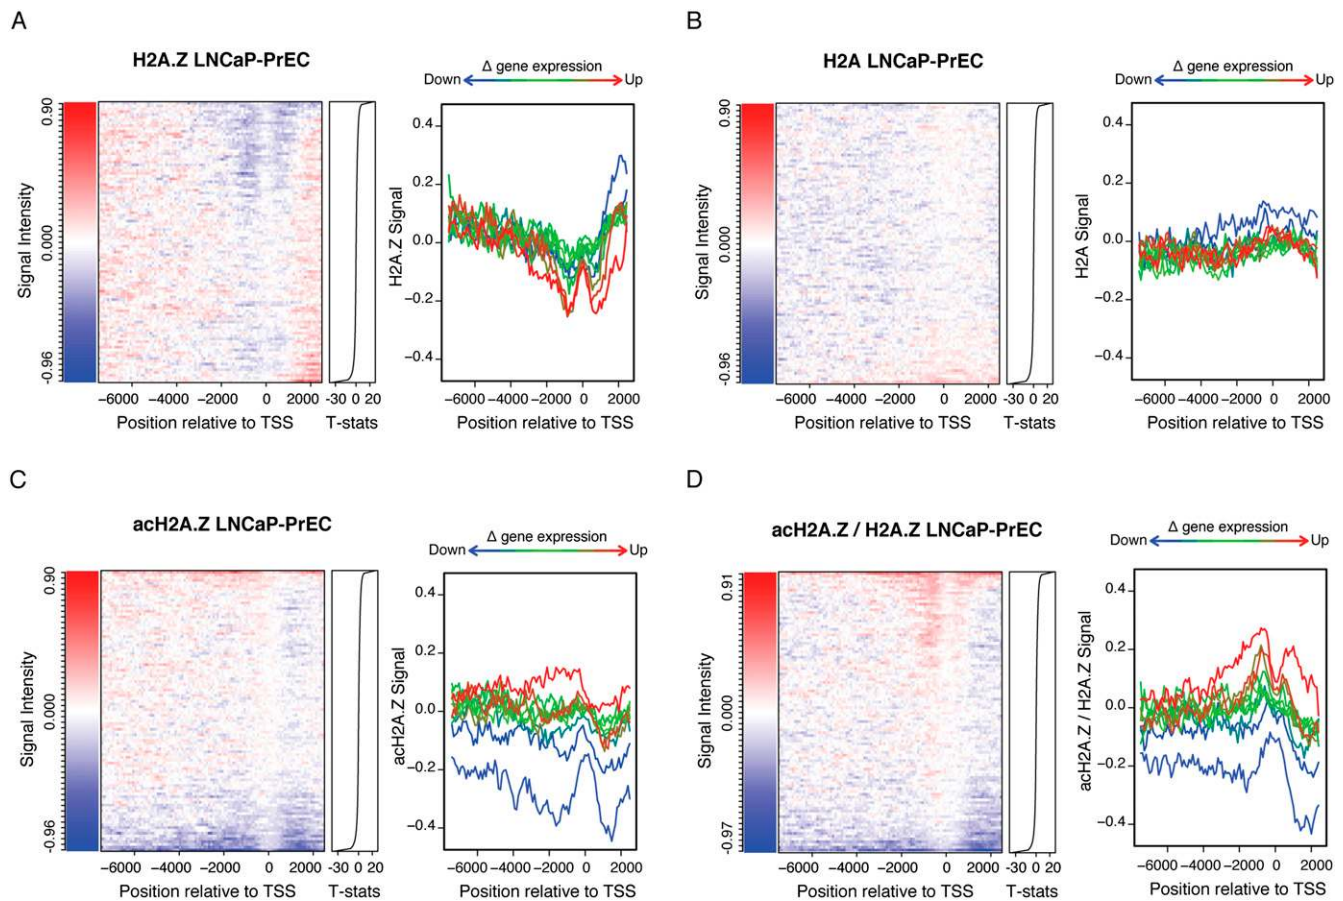 A
H2A.Z LNCaP-PrEC
Δ gene expression
Down Up
Signal Intensity
0.90
0.000
-0.96
−6000 −4000 −2000 0 2000
Position relative to TSS
-30 0 20
T-stats
H2A.Z Signal
0.4
0.2
0.0
−0.2
−0.4
−6000 −4000 −2000 0 2000
Position relative to TSS
B
H2A LNCaP-PrEC
Δ gene expression
Down Up
Signal Intensity
0.90
0.000
-0.96
−6000 −4000 −2000 0 2000
Position relative to TSS
-30 0 20
T-stats
H2A Signal
0.4
0.2
0.0
−0.2
−0.4
−6000 −4000 −2000 0 2000
Position relative to TSS
C
acH2A.Z LNCaP-PrEC
Δ gene expression
Down Up
Signal Intensity
0.90
0.000
-0.96
−6000 −4000 −2000 0 2000
Position relative to TSS
-30 0 20
T-stats
acH2A.Z Signal
0.4
0.2
0.0
−0.2
−0.4
−6000 −4000 −2000 0 2000
Position relative to TSS
D
acH2A.Z / H2A.Z LNCaP-PrEC
Δ gene expression
Down Up
Signal Intensity
0.91
0.000
-0.97
−6000 −4000 −2000 0 2000
Position relative to TSS
-30 0 20
T-stats
acH2A.Z / H2A.Z Signal
0.4
0.2
0.0
−0.2
−0.4
−6000 −4000 −2000 0 2000
Position relative to TSS